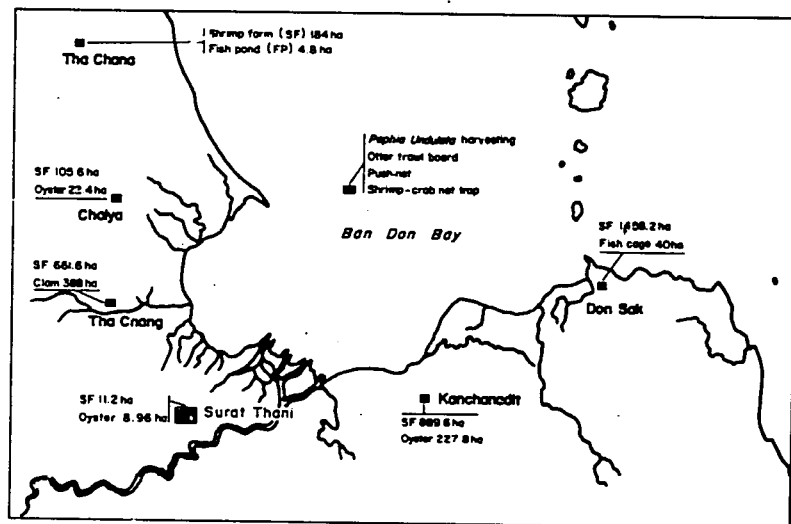 Shrimp farm (SF) 184 ha
Fish pond (FP) 4.8 ha
Tha Chana
Paphia Undulata harvesting
Otter trawl board
Push-net
Shrimp-crab net trap
SF 105.6 ha
Oyster 22.4 ha
Chaiya
Ban Don Bay
SF 1,158.2 ha
Fish cage 40 ha
Don Sak
SF 661.6 ha
Clam 388 ha
Tha Chang
SF 11.2 ha
Oyster 8.96 ha
Surat Thani
Kanchanadit
SF 889.6 ha
Oyster 227.8 ha